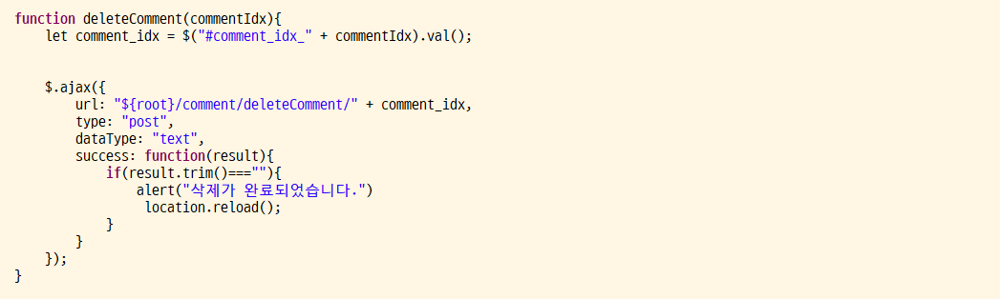 function deleteComment(commentIdx){
    let comment_idx = $("#comment_idx_" + commentIdx).val();
    $.ajax({
        url: "${root}/comment/deleteComment/" + comment_idx,
        type: "post",
        dataType: "text",
        success: function(result){
            if(result.trim()===""){
                alert("삭제가 완료되었습니다.")
                 location.reload();
            }
        }
    });
}